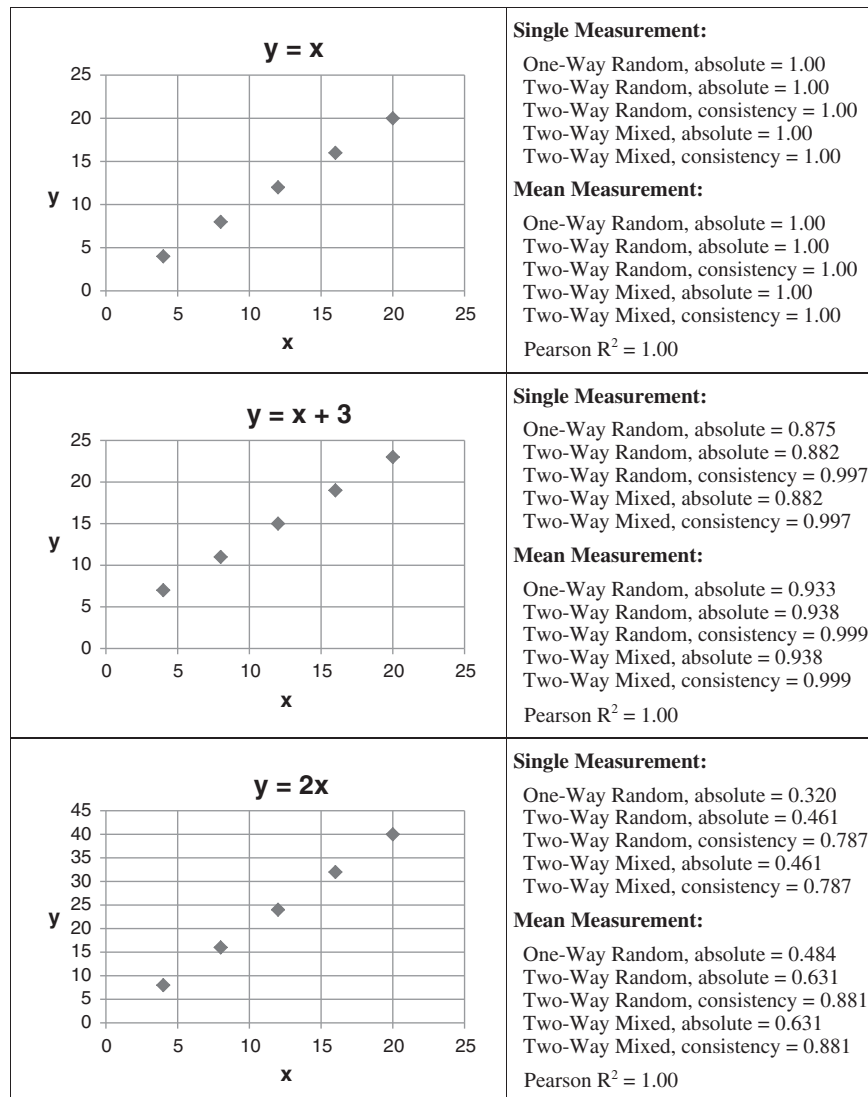 y = x
25
20
15
y
10
5
0
0 5 10 15 20 25
x
Single Measurement:
One-Way Random, absolute = 1.00
Two-Way Random, absolute = 1.00
Two-Way Random, consistency = 1.00
Two-Way Mixed, absolute = 1.00
Two-Way Mixed, consistency = 1.00
Mean Measurement:
One-Way Random, absolute = 1.00
Two-Way Random, absolute = 1.00
Two-Way Random, consistency = 1.00
Two-Way Mixed, absolute = 1.00
Two-Way Mixed, consistency = 1.00
Pearson R² = 1.00
y = x + 3
25
20
15
y
10
5
0
0 5 10 15 20 25
x
Single Measurement:
One-Way Random, absolute = 0.875
Two-Way Random, absolute = 0.882
Two-Way Random, consistency = 0.997
Two-Way Mixed, absolute = 0.882
Two-Way Mixed, consistency = 0.997
Mean Measurement:
One-Way Random, absolute = 0.933
Two-Way Random, absolute = 0.938
Two-Way Random, consistency = 0.999
Two-Way Mixed, absolute = 0.938
Two-Way Mixed, consistency = 0.999
Pearson R² = 1.00
y = 2x
45
40
35
30
25
y
20
15
10
5
0
0 5 10 15 20 25
x
Single Measurement:
One-Way Random, absolute = 0.320
Two-Way Random, absolute = 0.461
Two-Way Random, consistency = 0.787
Two-Way Mixed, absolute = 0.461
Two-Way Mixed, consistency = 0.787
Mean Measurement:
One-Way Random, absolute = 0.484
Two-Way Random, absolute = 0.631
Two-Way Random, consistency = 0.881
Two-Way Mixed, absolute = 0.631
Two-Way Mixed, consistency = 0.881
Pearson R² = 1.00